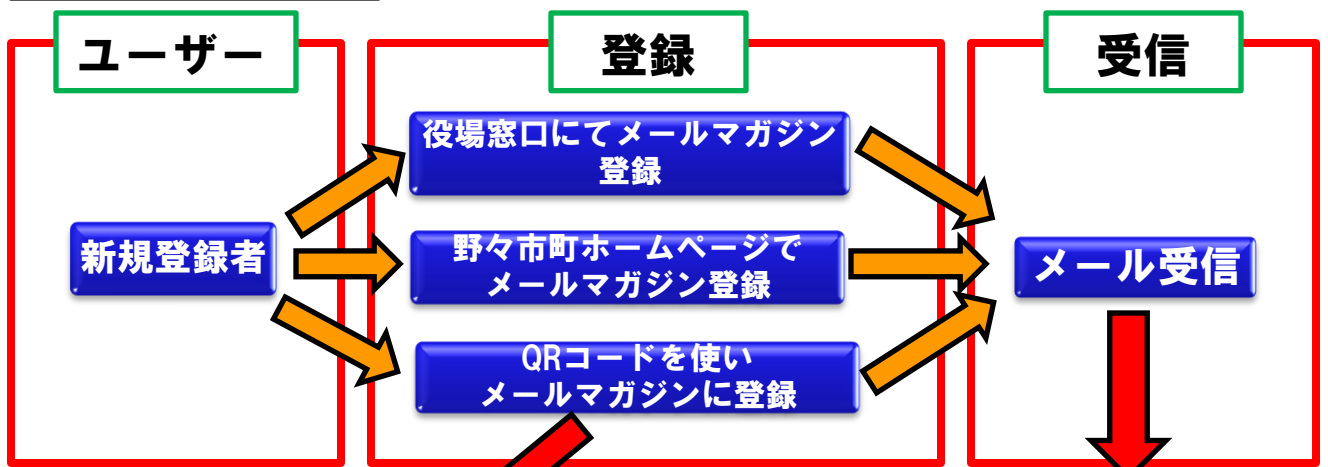 ユーザー
登録
受信
新規登録者
役場窓口にてメールマガジン
登録
野々市町ホームページで
メールマガジン登録
QRコードを使い
メールマガジンに登録
メール受信